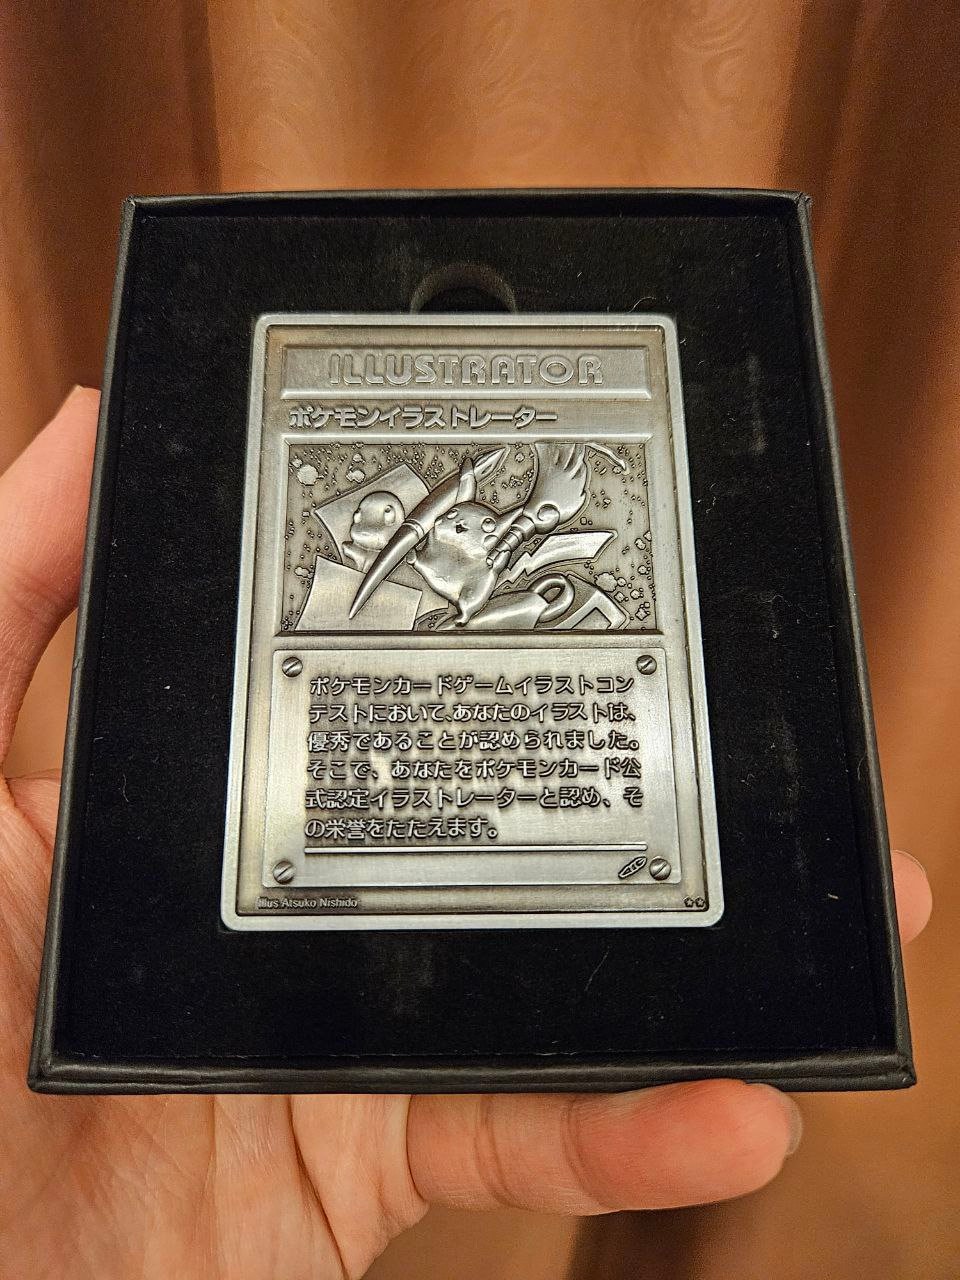 ILLUSTRATOR
ポケモンイラストレーター
ポケモンカードゲームイラストコン
テストにおいて、あなたのイラストは、
優秀であることが認められました。
そこで、あなたをポケモンカード公
式認定イラストレーターと認め、そ
の栄誉をたたえます。
Illus Atsuko Nishido